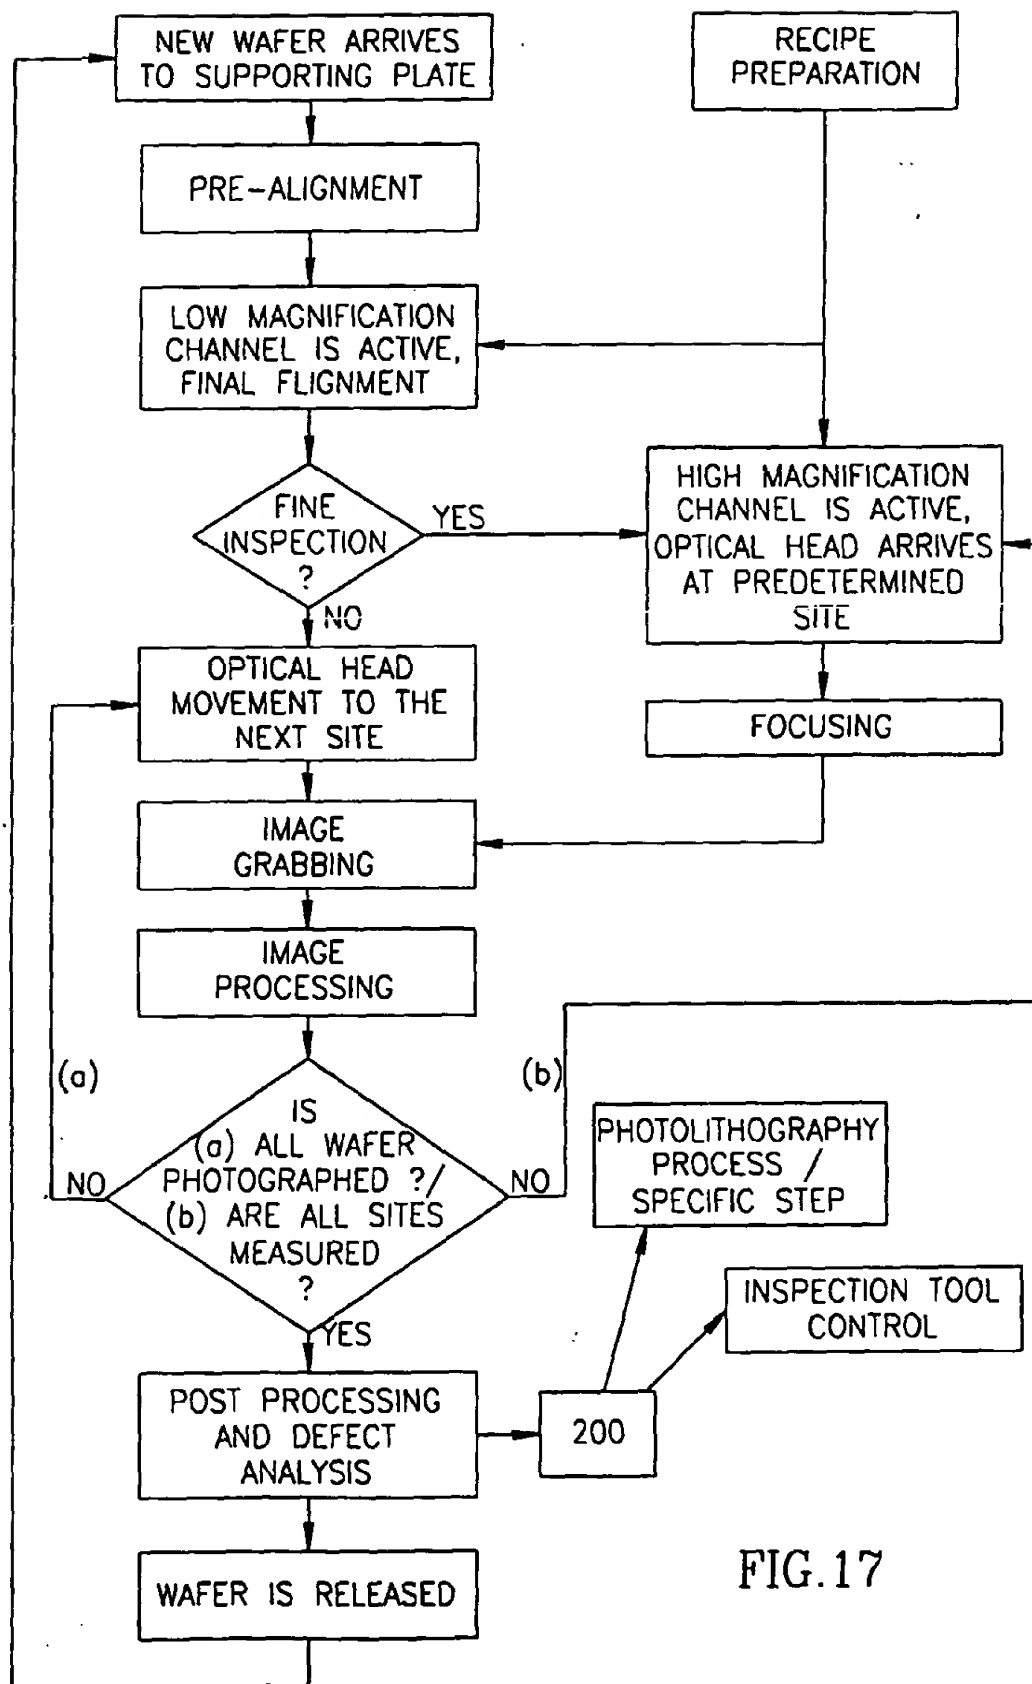 NEW WAFER ARRIVES
TO SUPPORTING PLATE
RECIPE
PREPARATION
PRE-ALIGNMENT
LOW MAGNIFICATION
CHANNEL IS ACTIVE,
FINAL FLIGNMENT
FINE
INSPECTION
?
YES
NO
HIGH MAGNIFICATION
CHANNEL IS ACTIVE,
OPTICAL HEAD ARRIVES
AT PREDETERMINED
SITE
OPTICAL HEAD
MOVEMENT TO THE
NEXT SITE
FOCUSING
IMAGE
GRABBING
IMAGE
PROCESSING
(a)
(b)
IS
(a) ALL WAFER
PHOTOGRAPHED ?/
(b) ARE ALL SITES
MEASURED
?
NO
NO
YES
PHOTOLITHOGRAPHY
PROCESS /
SPECIFIC STEP
INSPECTION TOOL
CONTROL
POST PROCESSING
AND DEFECT
ANALYSIS
200
WAFER IS RELEASED
FIG.17